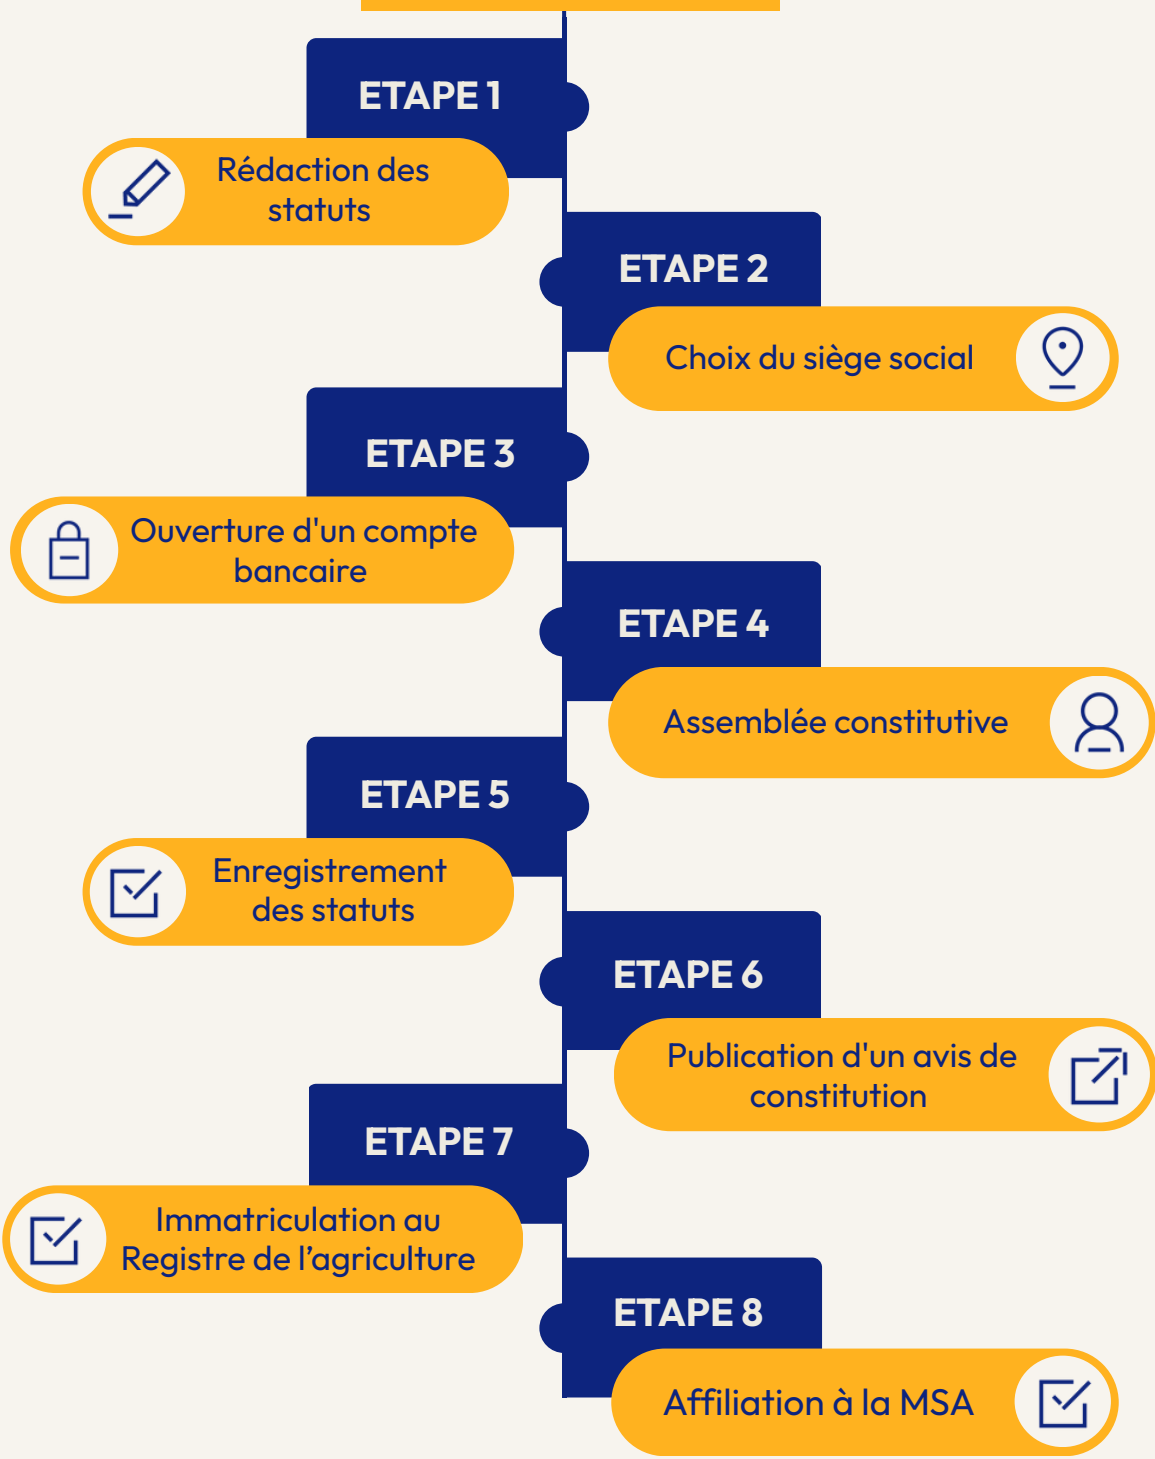 ETAPE 1
Rédaction des
statuts
ETAPE 2
Choix du siège social
ETAPE 3
Ouverture d'un compte
bancaire
ETAPE 4
Assemblée constitutive
ETAPE 5
Enregistrement
des statuts
ETAPE 6
Publication d'un avis de
constitution
ETAPE 7
Immatriculation au
Registre de l’agriculture
ETAPE 8
Affiliation à la MSA